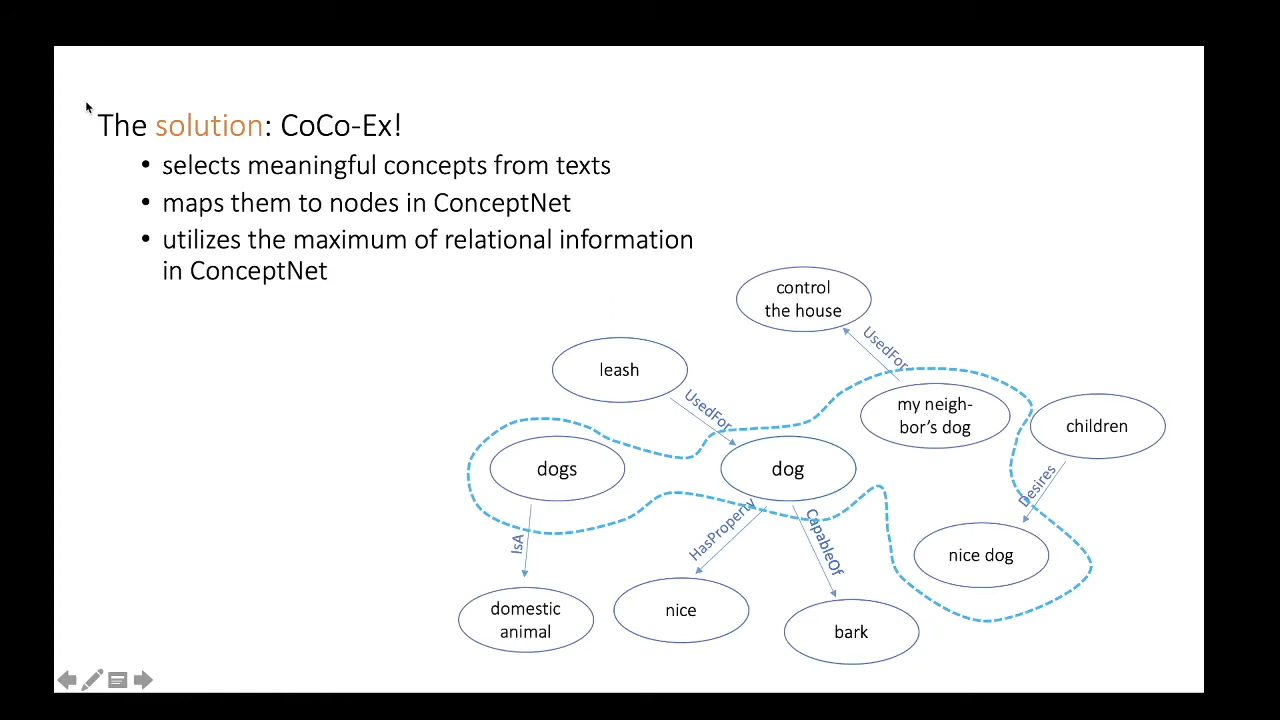 The solution: CoCo-Ex!
• selects meaningful concepts from texts
• maps them to nodes in ConceptNet
• utilizes the maximum of relational information
in ConceptNet
control
the house
UsedFor
leash
UsedFor
my neigh-
bor's dog
children
dogs
dog
Desires
HasProperty
CapableOf
IsA
nice dog
domestic
animal
nice
bark